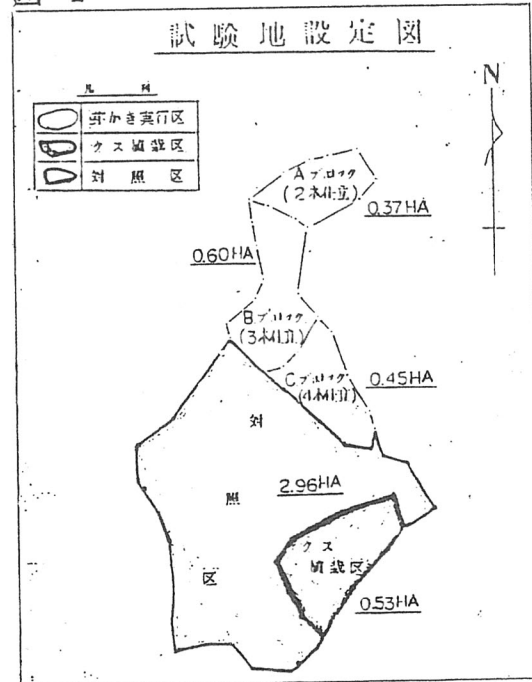 試験地設定図
凡例
芽かき実行区
クス植栽区
対照区
N
Aブロック
(2本仕立)
0.37HA
0.60HA
Bブロック
(3本仕立)
Cブロック
(4本仕立)
0.45HA
対
照
区
2.96HA
クス
植栽区
0.53HA